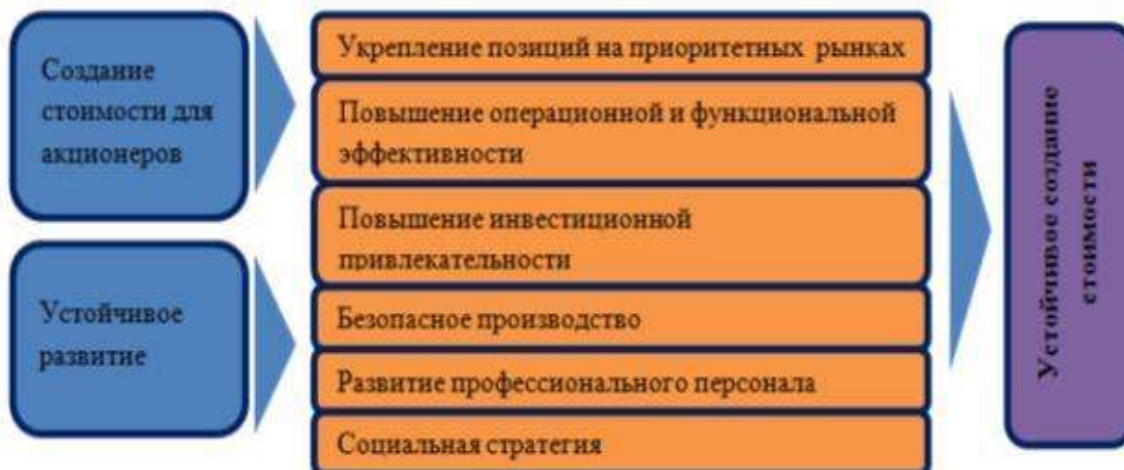 Создание
стоимости для
акционеров
Устойчивое
развитие
Укрепление позиций на приоритетных рынках
Повышение операционной и функциональной
эффективности
Повышение инвестиционной
привлекательности
Безопасное производство
Развитие профессионального персонала
Социальная стратегия
Устойчивое создание
стоимости